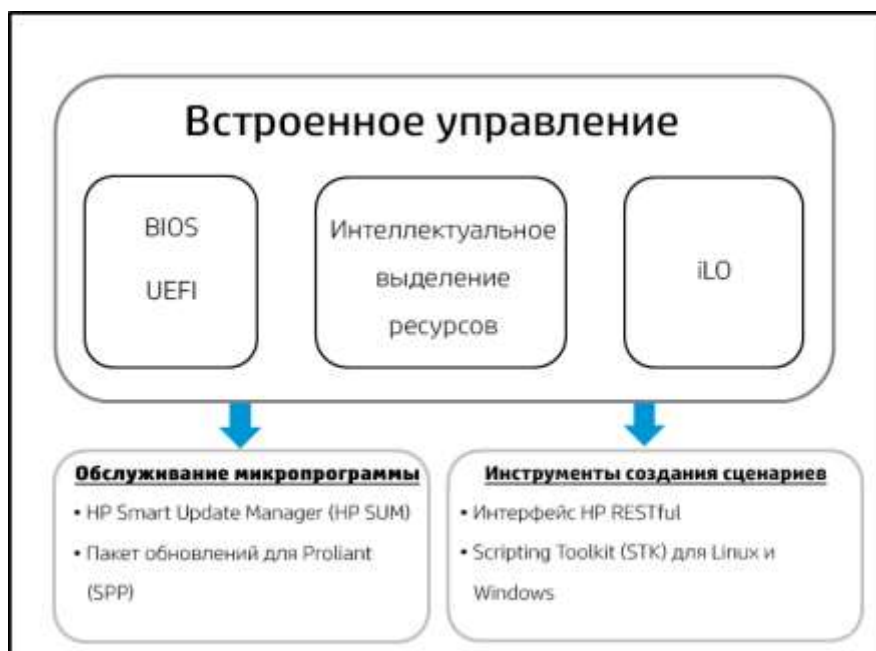 Встроенное управление
BIOS
UEFI
Интеллектуальное
выделение
ресурсов
iLO
Обслуживание микропрограммы
• HP Smart Update Manager (HP SUM)
• Пакет обновлений для Proliant
(SPP)
Инструменты создания сценариев
• Интерфейс HP RESTful
• Scripting Toolkit (STK) для Linux и
Windows